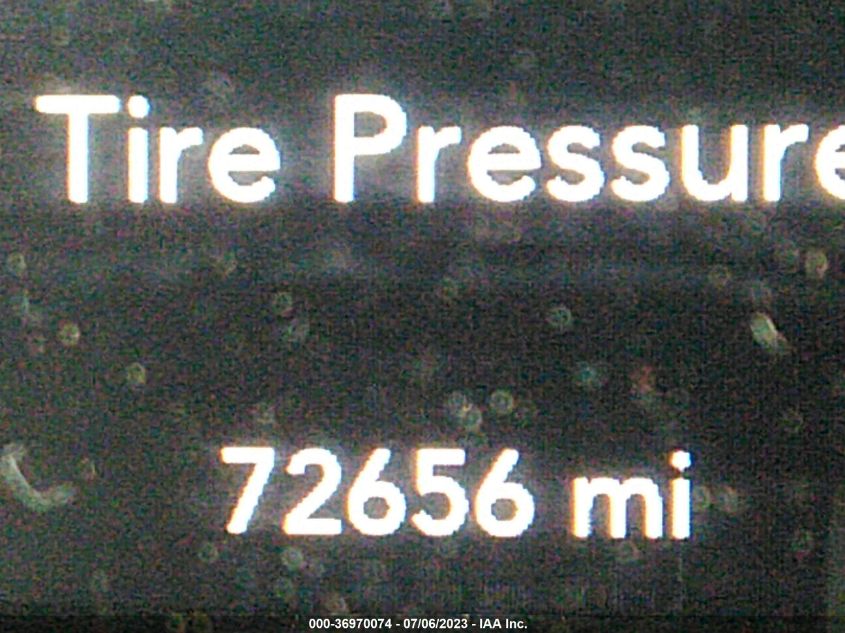 Tire Pressure
72656 mi
000-36970074 - 07/06/2023 - IAA Inc.